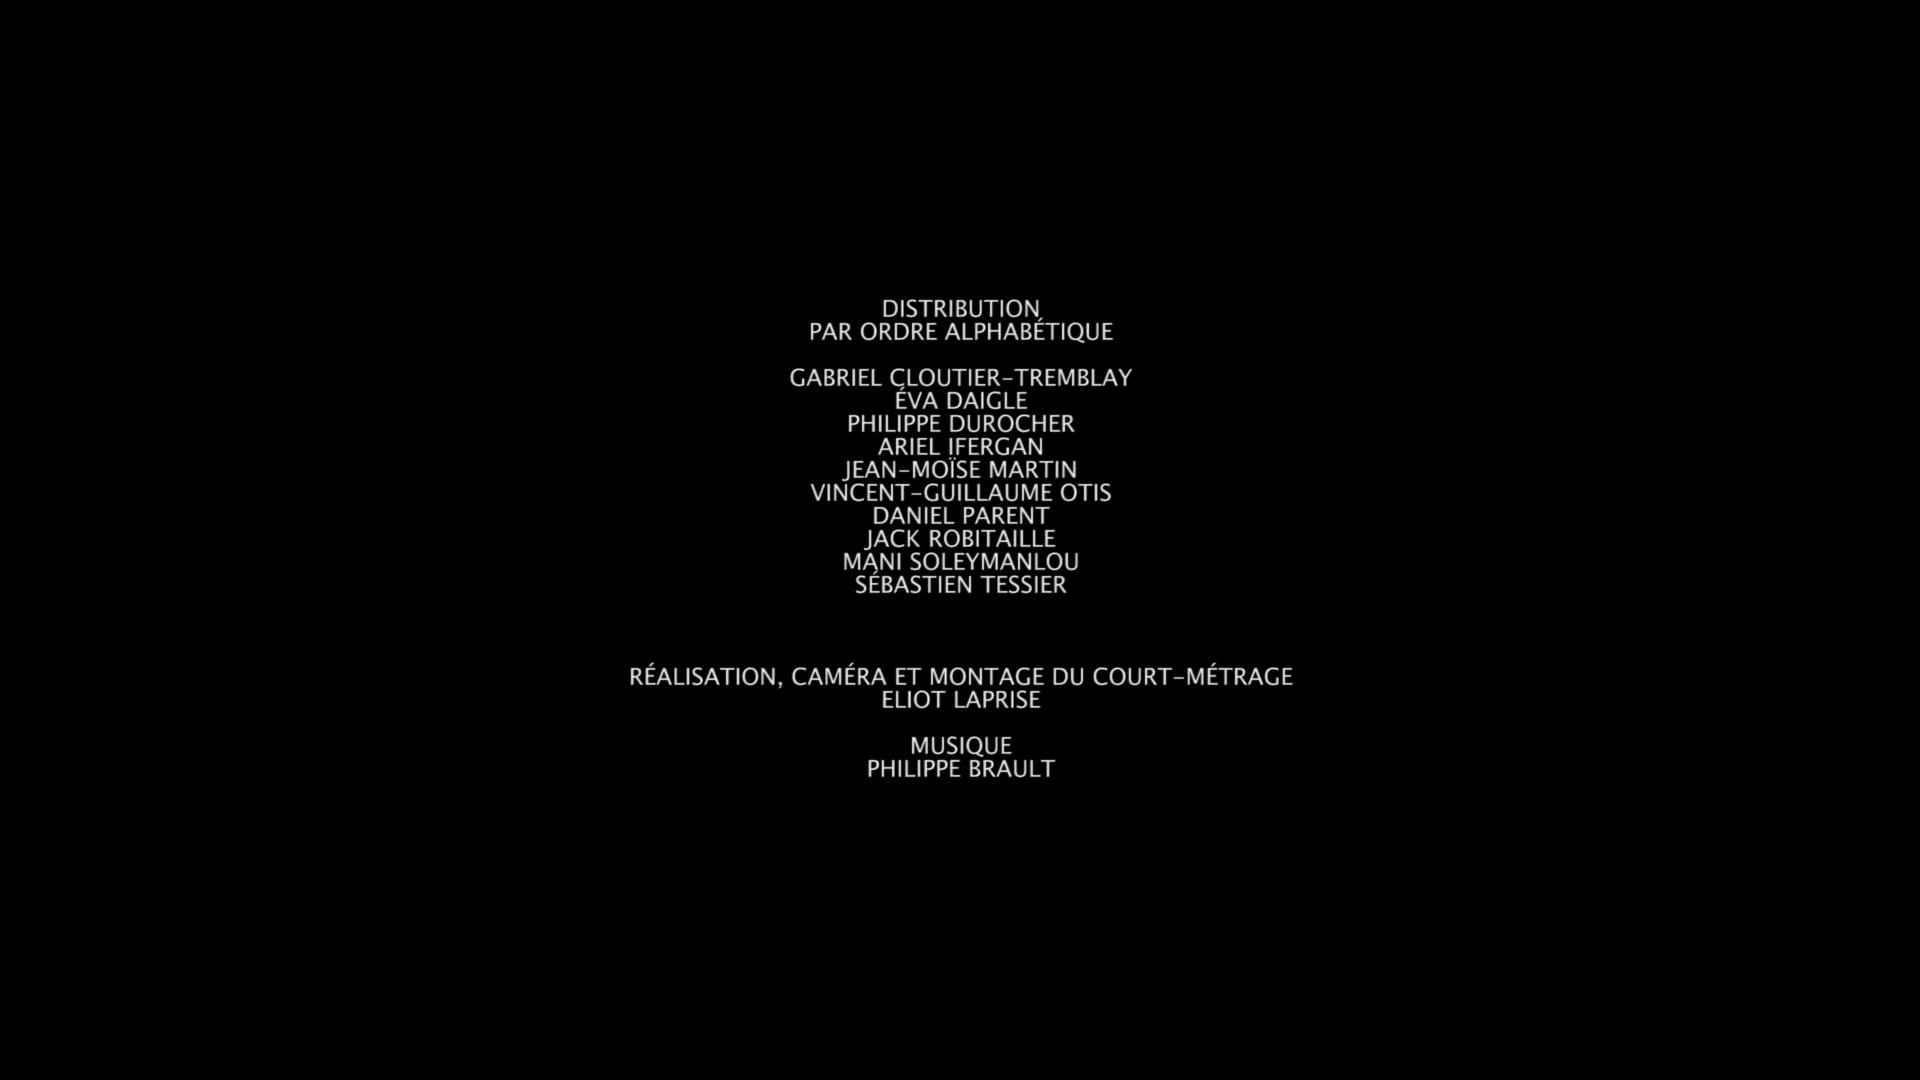 DISTRIBUTION
PAR ORDRE ALPHABÉTIQUE
GABRIEL CLOUTIER-TREMBLAY
ÉVA DAIGLE
PHILIPPE DUROCHER
ARIEL IFERGAN
JEAN-MOÏSE MARTIN
VINCENT-GUILLAUME OTIS
DANIEL PARENT
JACK ROBITAILLE
MANI SOLEYMANLOU
SÉBASTIEN TESSIER
RÉALISATION, CAMÉRA ET MONTAGE DU COURT-MÉTRAGE
ELIOT LAPRISE
MUSIQUE
PHILIPPE BRAULT